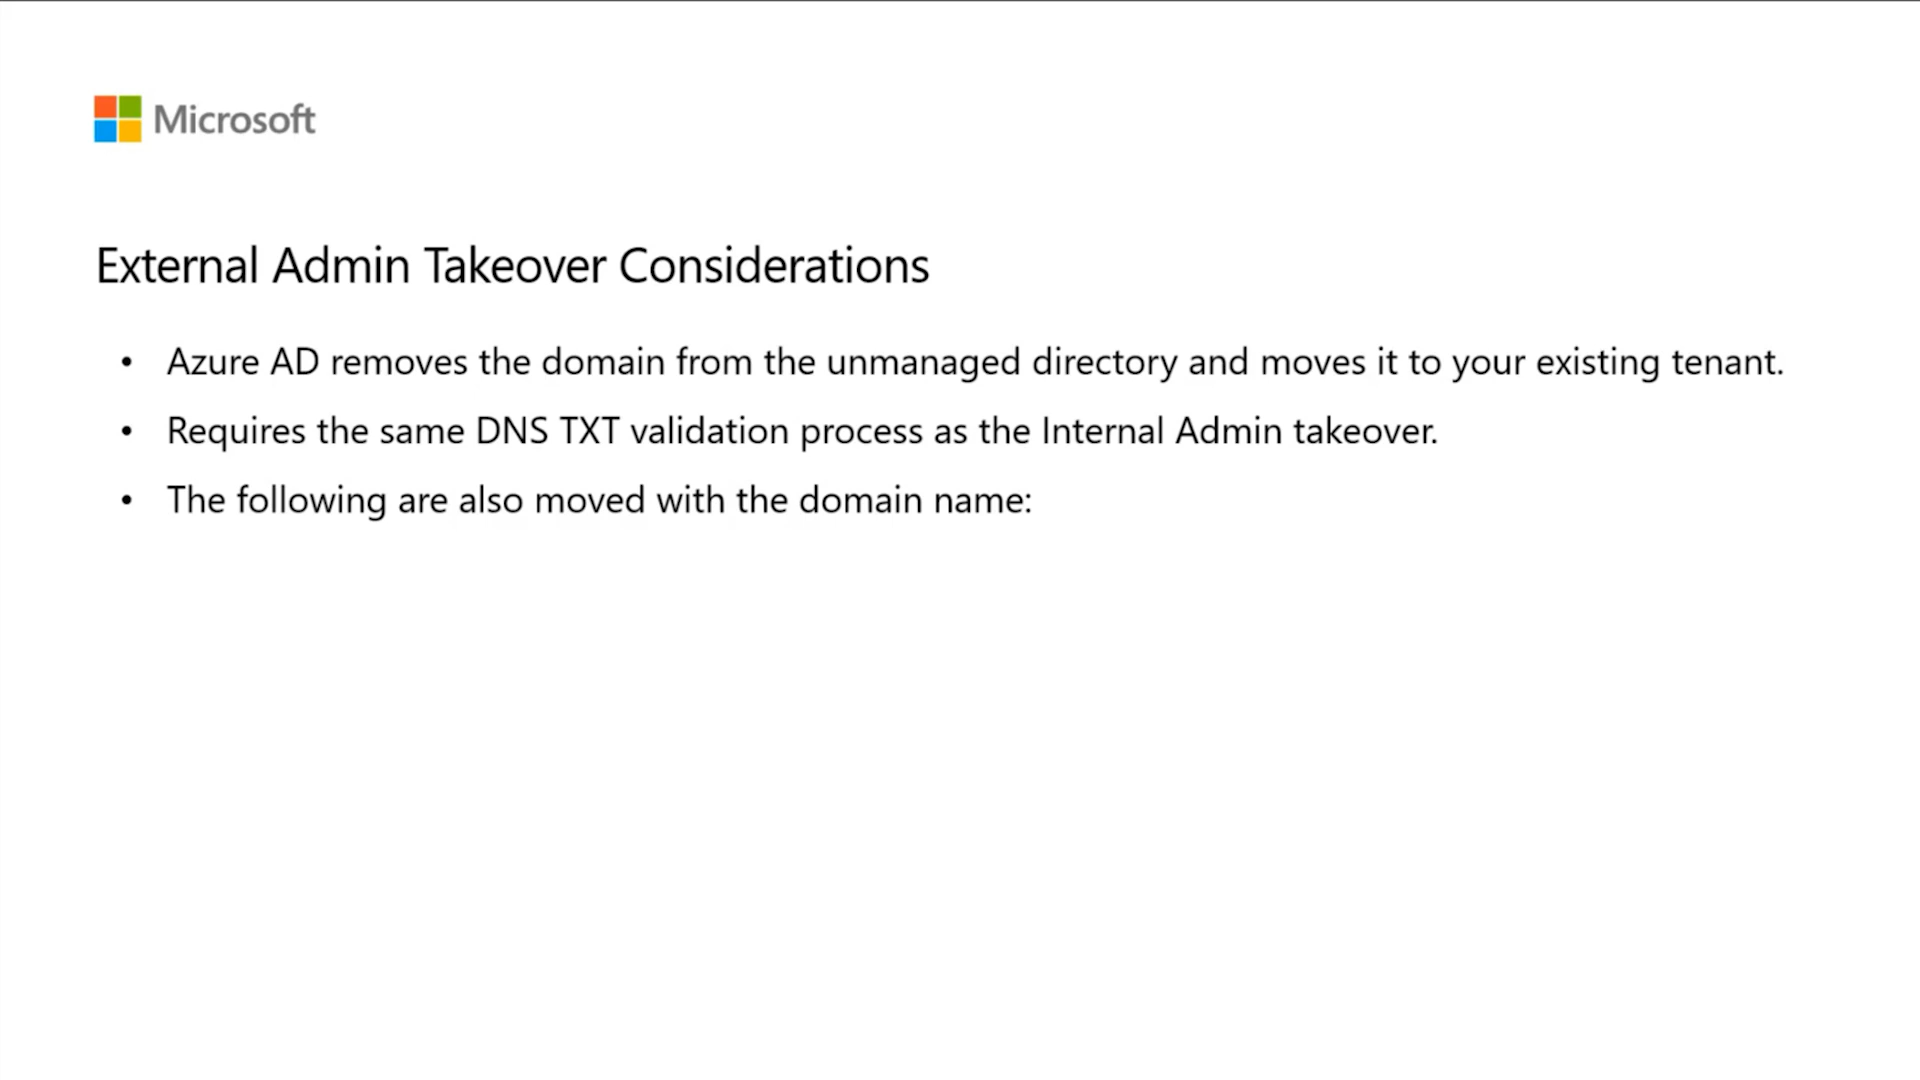 Microsoft
External Admin Takeover Considerations
• Azure AD removes the domain from the unmanaged directory and moves it to your existing tenant.
• Requires the same DNS TXT validation process as the Internal Admin takeover.
• The following are also moved with the domain name: